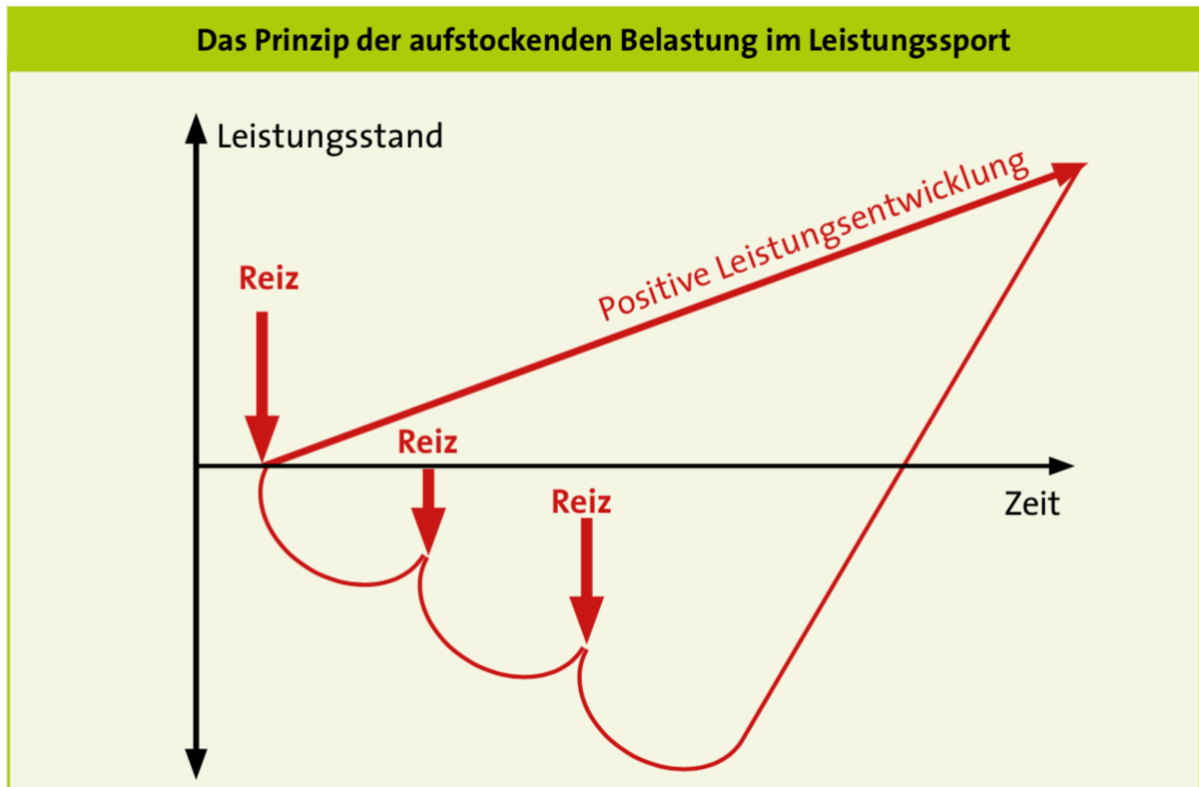 Das Prinzip der aufstockenden Belastung im Leistungssport
Leistungsstand
Positive Leistungsentwicklung
Reiz
Reiz
Reiz
Zeit